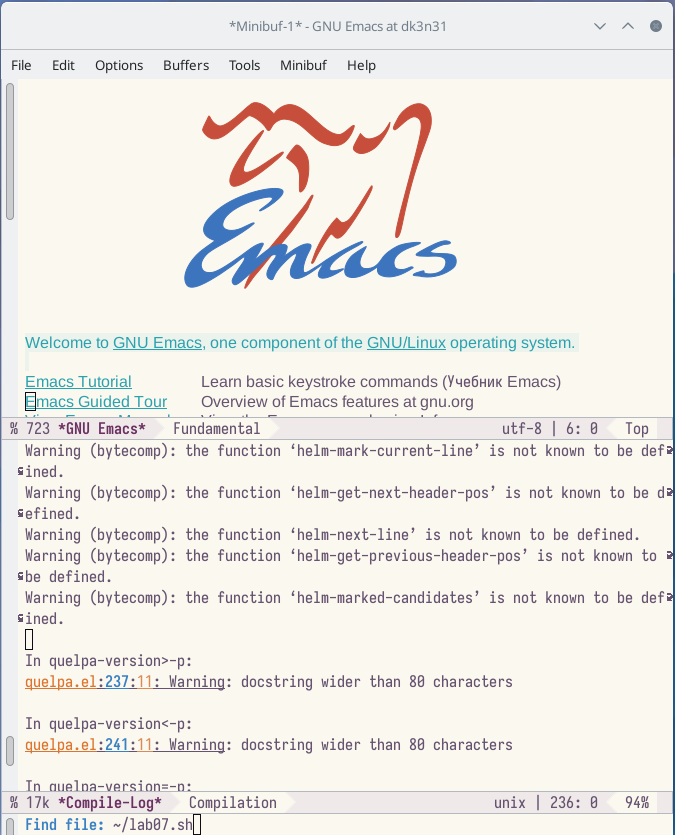 *Minibuf-1* - GNU Emacs at dk3n31
File Edit Options Buffers Tools Minibuf Help
Emacs
Welcome to GNU Emacs, one component of the GNU/Linux operating system.
Emacs Tutorial Learn basic keystroke commands (Учебник Emacs)
Emacs Guided Tour Overview of Emacs features at gnu.org
% 723 *GNU Emacs* Fundamental utf-8 | 6: 0 Top
Warning (bytecomp): the function ‘helm-mark-current-line’ is not known to be def
ined.
Warning (bytecomp): the function ‘helm-get-next-header-pos’ is not known to be d
efined.
Warning (bytecomp): the function ‘helm-next-line’ is not known to be defined.
Warning (bytecomp): the function ‘helm-get-previous-header-pos’ is not known to
be defined.
Warning (bytecomp): the function ‘helm-marked-candidates’ is not known to be def
ined.
In quelpa-version>-p:
quelpa.el:237:11: Warning: docstring wider than 80 characters
In quelpa-version<-p:
quelpa.el:241:11: Warning: docstring wider than 80 characters
In quelpa-version=-p:
% 17k *Compile-Log* Compilation unix | 236: 0 94%
Find file: ~/lab07.sh